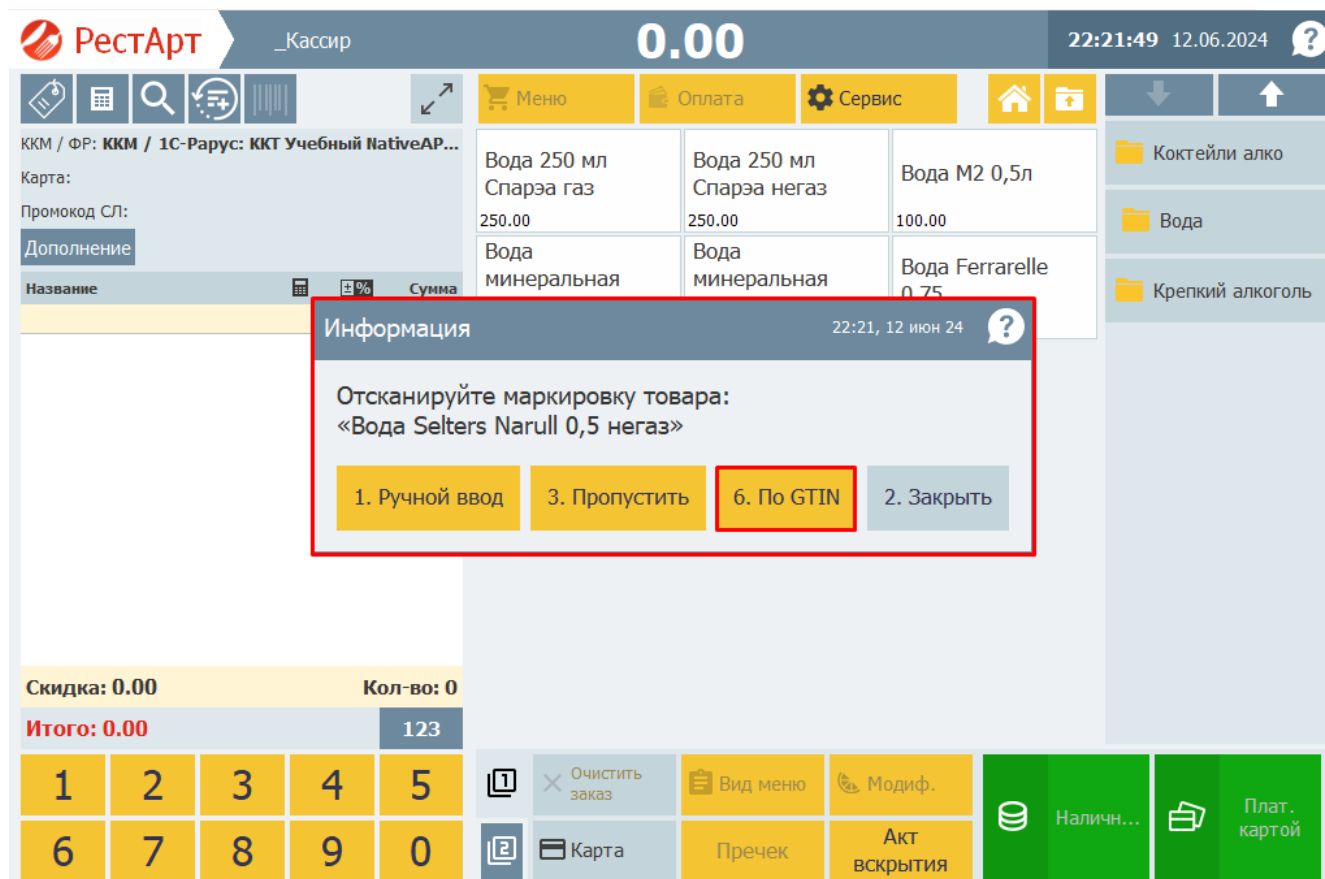 РестАрт
_Кассир
0.00
22:21:49 12.06.2024
?
Меню
Оплата
Сервис
ККМ / ФР: ККМ / 1С-Рарус: ККТ Учебный NativeAP...
Карта:
Промокод СЛ:
Дополнение
Название
±%
Сумма
Вода 250 мл
Спарэа газ
250.00
Вода 250 мл
Спарэа негаз
250.00
Вода М2 0,5л
100.00
Вода
минеральная
Вода
минеральная
Вода Ferrarelle
0,75
Коктейли алко
Вода
Крепкий алкоголь
Информация
22:21, 12 июн 24
?
Отсканируйте маркировку товара:
«Вода Selters Narull 0,5 негаз»
1. Ручной ввод
3. Пропустить
6. По GTIN
2. Закрыть
Скидка: 0.00
Кол-во: 0
Итого: 0.00
123
1 2 3 4 5
6 7 8 9 0
1
Очистить
заказ
Вид меню
Модиф.
2
Карта
Пречек
Акт
вскрытия
Наличн...
Плат.
картой